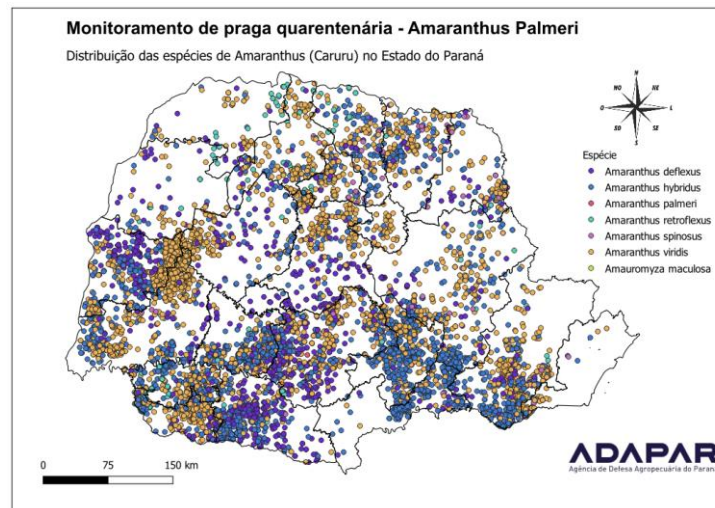 Monitoramento de praga quarentenária - Amaranthus Palmeri
Distribuição das espécies de Amaranthus (Caruru) no Estado do Paraná
N
NO
NE
O
L
SO
SE
S
Espécie
Amaranthus deflexus
Amaranthus hybridus
Amaranthus palmeri
Amaranthus retroflexus
Amaranthus spinosus
Amaranthus viridis
Amauromyza maculosa
0 75 150 km
ADAPAR
Agência de Defesa Agropecuária do Paraná